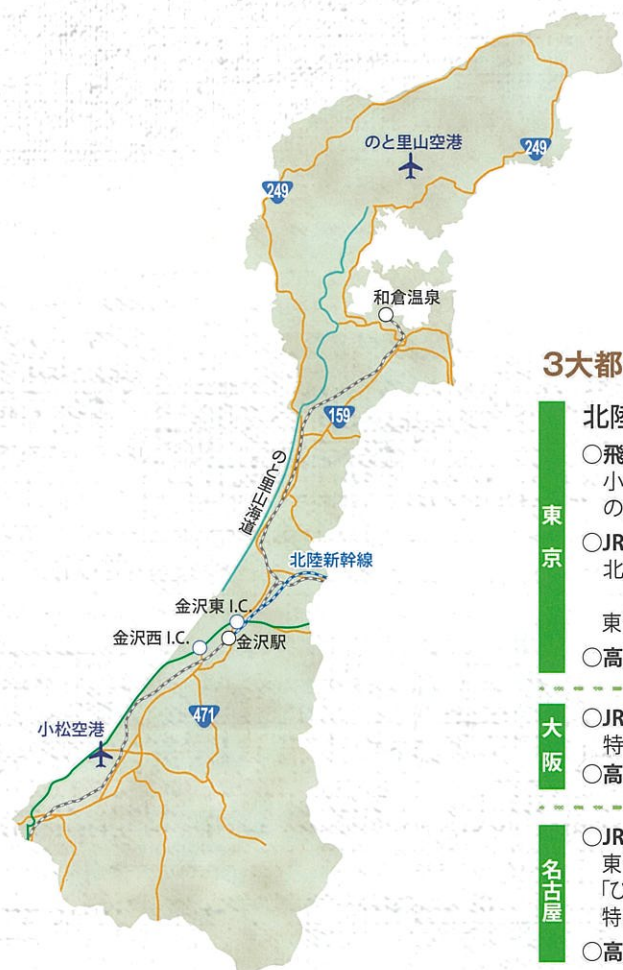 のと里山空港
249
249
和倉温泉
159
のと里山海道
北陸新幹線
金沢東 I.C.
金沢西 I.C.
金沢駅
小松空港
471
3大都
東京
北陸
○飛
小
の
○JR
北
東
○高
大阪
○JR
特
○高
名古屋
○JR
東
「ひ
特
○高